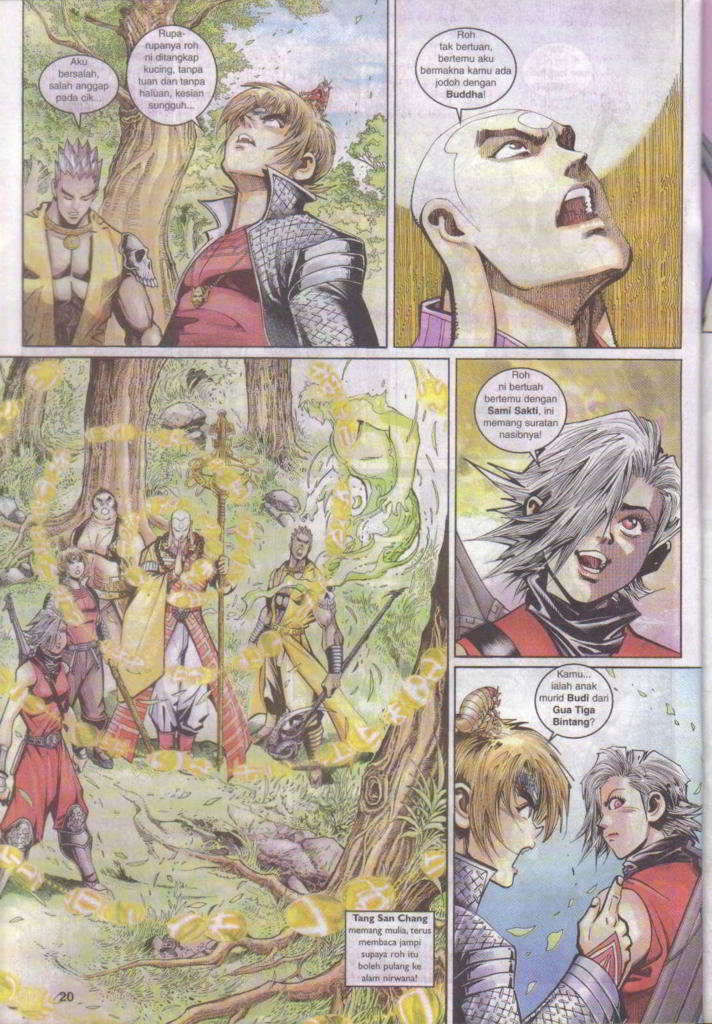 Aku
bersalah,
salah anggap
pada cik...
Rupa-
rupanya roh
ni ditangkap
kucing, tanpa
tuan dan tanpa
haluan, kesian
sungguh...
Roh
tak bertuan,
bertemu aku
bermakna kamu ada
jodoh dengan
Buddha!
Roh
ni bertuah
bertemu dengan
Sami Sakti, ini
memang suratan
nasibnya!
Tang San Chang
memang mulia, terus
membaca jampi
supaya roh itu
boleh pulang ke
alam nirwana!
Kamu...
ialah anak
murid Budi dari
Gua Tiga
Bintang?
20